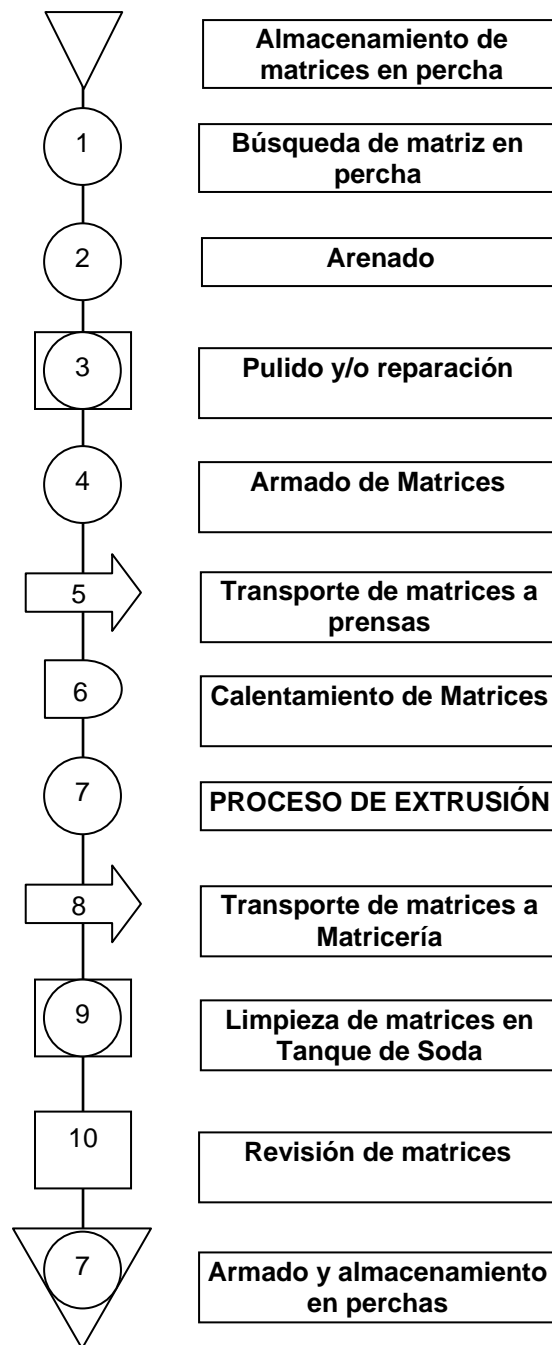 Almacenamiento de
matrices en percha
1
Búsqueda de matriz en
percha
2
Arenado
3
Pulido y/o reparación
4
Armado de Matrices
5
Transporte de matrices a
prensas
6
Calentamiento de Matrices
7
PROCESO DE EXTRUSIÓN
8
Transporte de matrices a
Matricería
9
Limpieza de matrices en
Tanque de Soda
10
Revisión de matrices
7
Armado y almacenamiento
en perchas